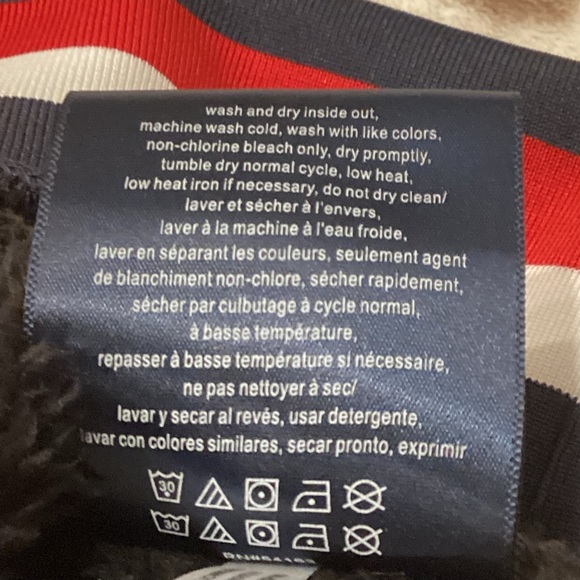 wash and dry inside out,
machine wash cold, wash with like colors,
non-chlorine bleach only, dry promptly,
tumble dry normal cycle, low heat,
low heat iron if necessary, do not dry clean/
laver et sécher à l'envers,
laver à la machine à l'eau froide,
laver en séparant les couleurs, seulement agent
de blanchiment non-chlore, sécher rapidement,
sécher par culbutage à cycle normal,
à basse température,
repasser à basse température si nécessaire,
ne pas nettoyer à sec/
lavar y secar al revés, usar detergente,
lavar con colores similares, secar pronto, exprimir
30
30